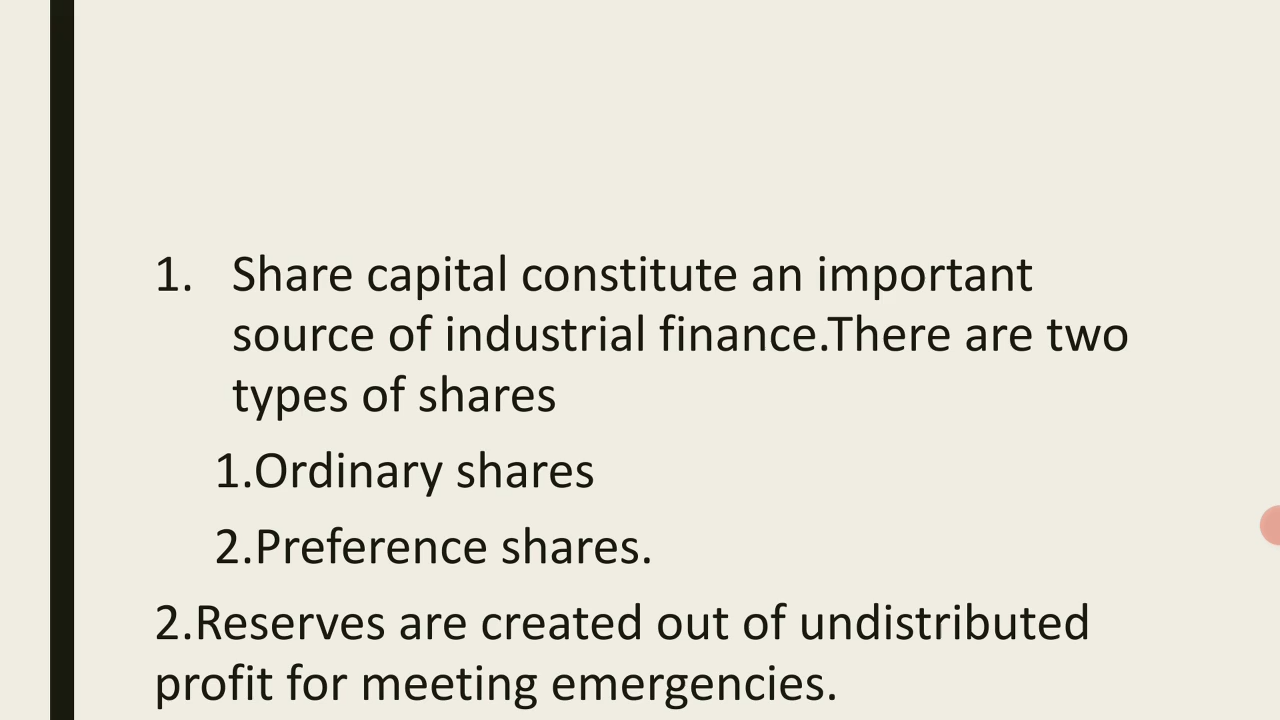 1. Share capital constitute an important
source of industrial finance.There are two
types of shares
1.Ordinary shares
2.Preference shares.
2.Reserves are created out of undistributed
profit for meeting emergencies.